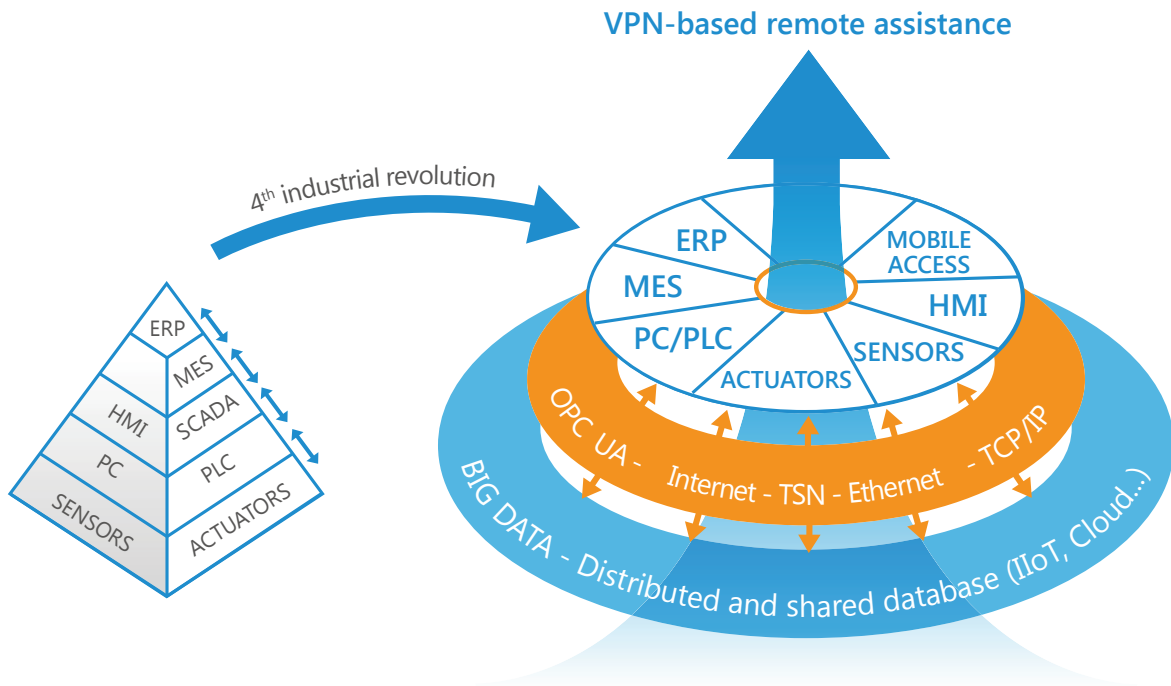 VPN-based remote assistance
4th industrial revolution
ERP
MES
HMI
SCADA
PC
PLC
SENSORS
ACTUATORS
ERP
MOBILE
ACCESS
MES
HMI
PC/PLC
SENSORS
ACTUATORS
OPC UA - Internet - TSN - Ethernet - TCP/IP
BIG DATA - Distributed and shared database (IIoT, Cloud...)